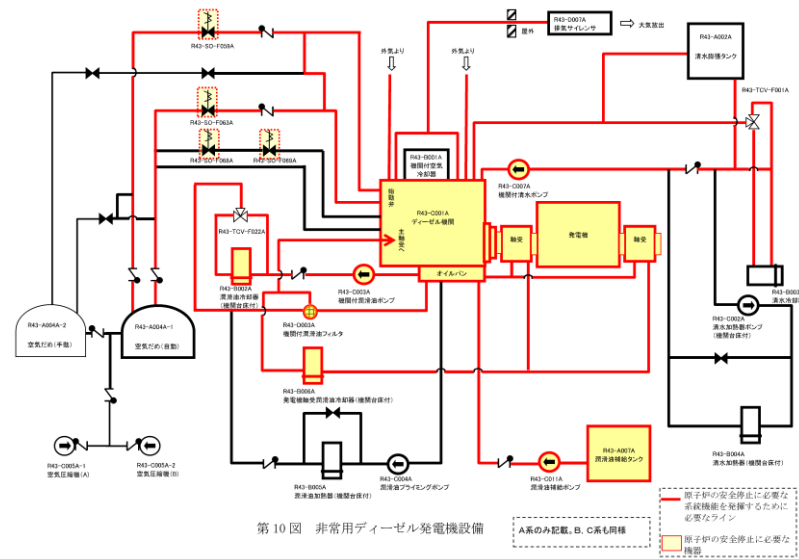 R43-SO-F059A
外気より
外気より
屋外
R43-D007A
排気サイレンサ
大気放出
R43-A002A
清水膨張タンク
R43-TCV-F001A
R43-SO-F063A
R43-SO-F068A
R43-SO-F069A
R43-B001A
機関付空気
冷却器
R43-C007A
機関付清水ポンプ
始動弁
R43-C001A
ディーゼル機関
主軸受へ
軸受
発電機
軸受
R43-TCV-F022A
オイルパン
R43-B002A
潤滑油冷却器
(機関台床付)
R43-C003A
機関付潤滑油ポンプ
R43-B003
清水冷却
R43-C002A
清水加熱器ポンプ
(機関台床付)
R43-A004A-2
空気だめ(手動)
R43-A004A-1
空気だめ(自動)
R43-D003A
機関付潤滑油フィルタ
R43-B006A
発電機軸受潤滑油冷却器(機関台床付)
R43-C005A-1
空気圧縮機(A)
R43-C005A-2
空気圧縮機(B)
R43-B005A
潤滑油加熱器(機関台床付)
R43-C004A
潤滑油プライミングポンプ
R43-C011A
潤滑油補給ポンプ
R43-A007A
潤滑油補給タンク
R43-B004A
清水加熱器(機関台床付)
第10図 非常用ディーゼル発電機設備
A系のみ記載。B、C系も同様
原子炉の安全停止に必要な
系統機能を発揮するために
必要なライン
原子炉の安全停止に必要な
機器